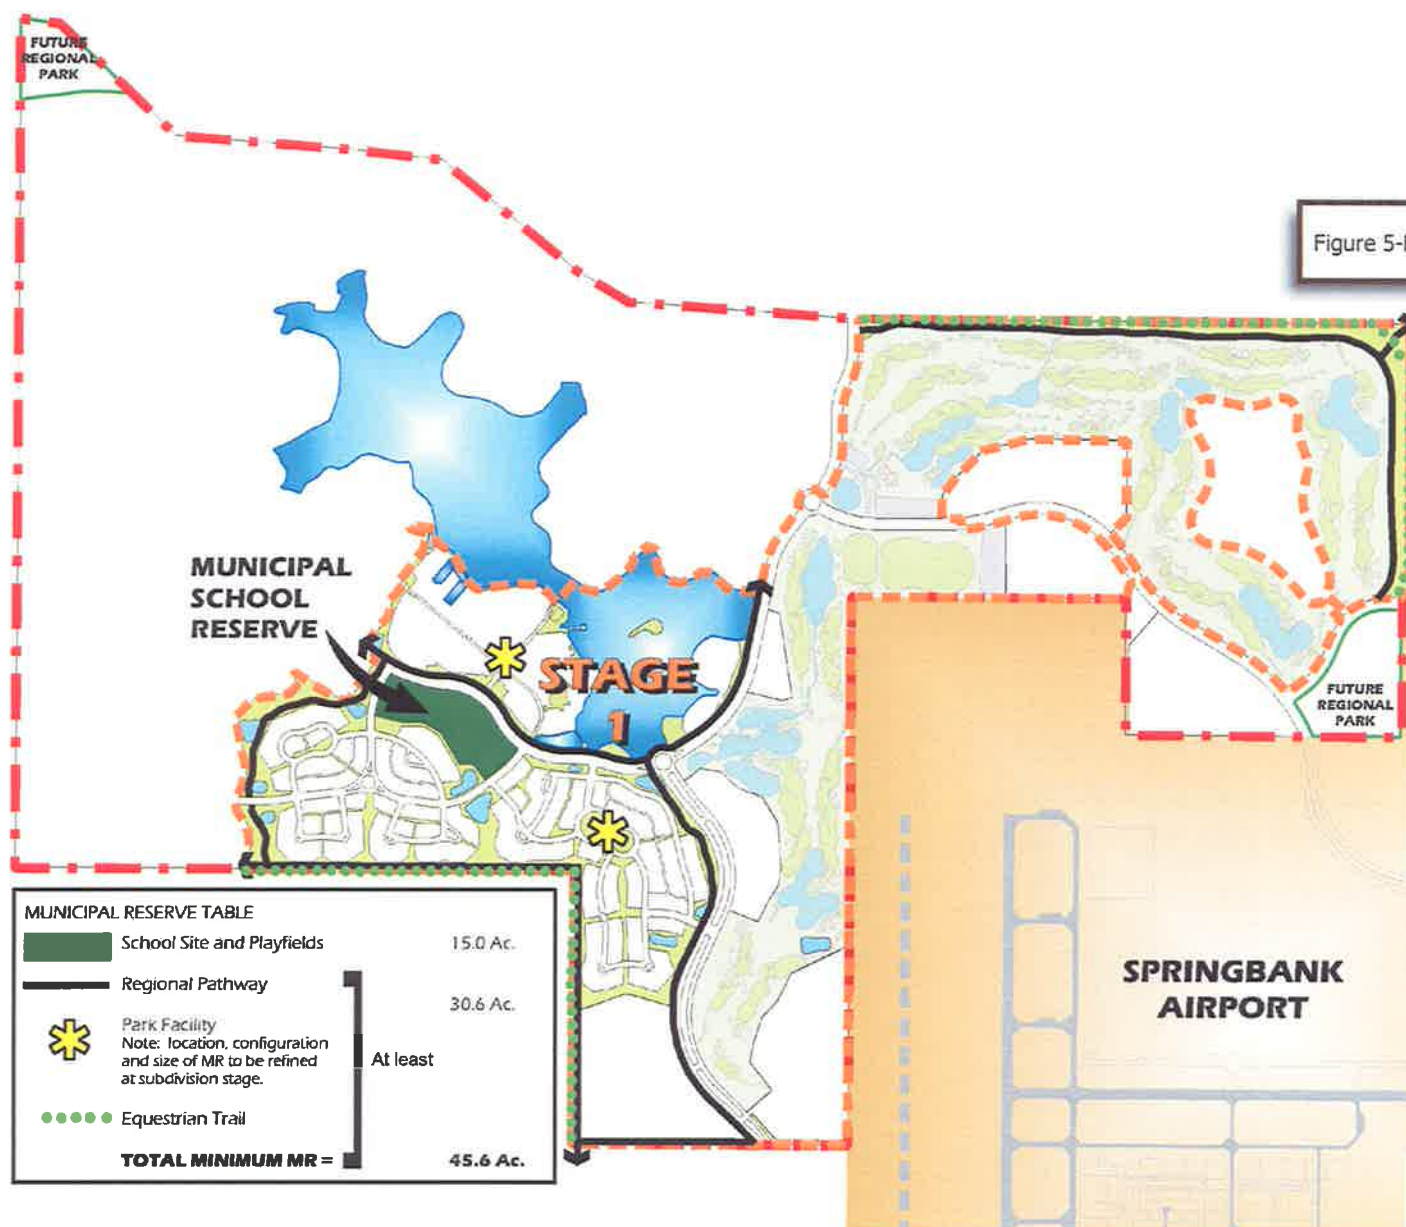 FUTURE
REGIONAL
PARK
Figure 5-
MUNICIPAL
SCHOOL
RESERVE
STAGE
1
FUTURE
REGIONAL
PARK
SPRINGBANK
AIRPORT
MUNICIPAL RESERVE TABLE
School Site and Playfields 15.0 Ac.
Regional Pathway
30.6 Ac.
Park Facility
Note: location, configuration
and size of MR to be refined
at subdivision stage.
At least
Equestrian Trail
TOTAL MINIMUM MR = 45.6 Ac.